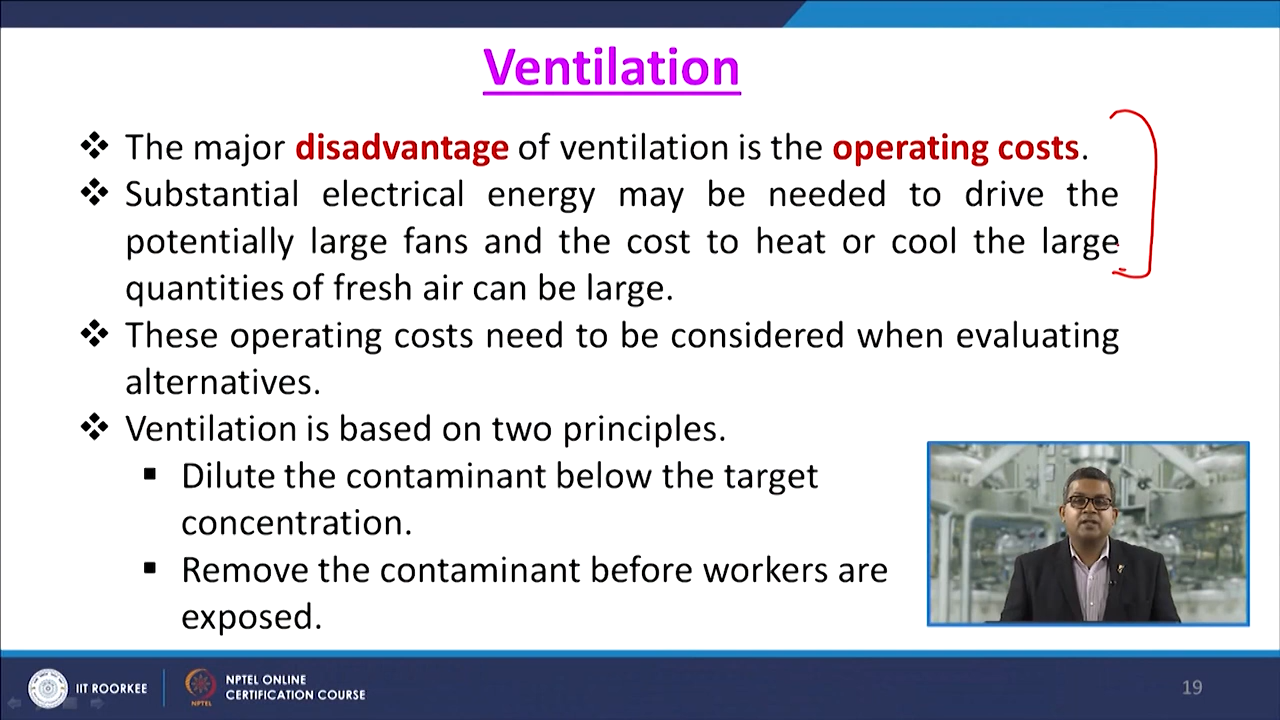 Ventilation
❖ The major disadvantage of ventilation is the operating costs.
❖ Substantial electrical energy may be needed to drive the
potentially large fans and the cost to heat or cool the large
quantities of fresh air can be large.
❖ These operating costs need to be considered when evaluating
alternatives.
❖ Ventilation is based on two principles.
▪ Dilute the contaminant below the target
concentration.
▪ Remove the contaminant before workers are
exposed.
IIT ROORKEE
NPTEL
NPTEL ONLINE
CERTIFICATION COURSE
19